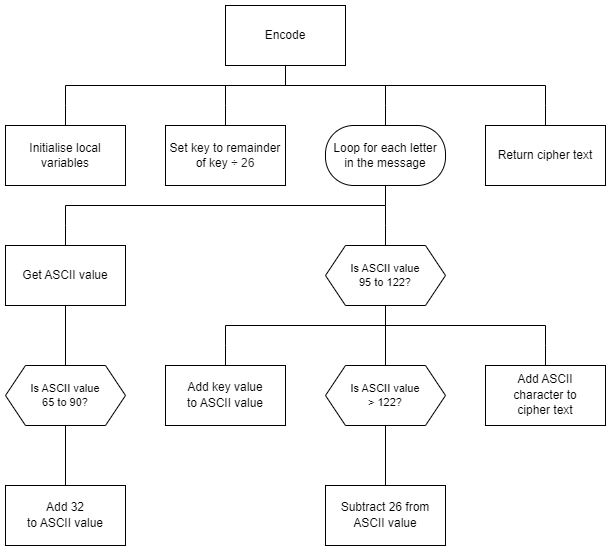 Encode
Initialise local
variables
Set key to remainder
of key ÷ 26
Loop for each letter
in the message
Return cipher text
Get ASCII value
Is ASCII value
95 to 122?
Is ASCII value
65 to 90?
Add key value
to ASCII value
Is ASCII value
> 122?
Add ASCII
character to
cipher text
Add 32
to ASCII value
Subtract 26 from
ASCII value